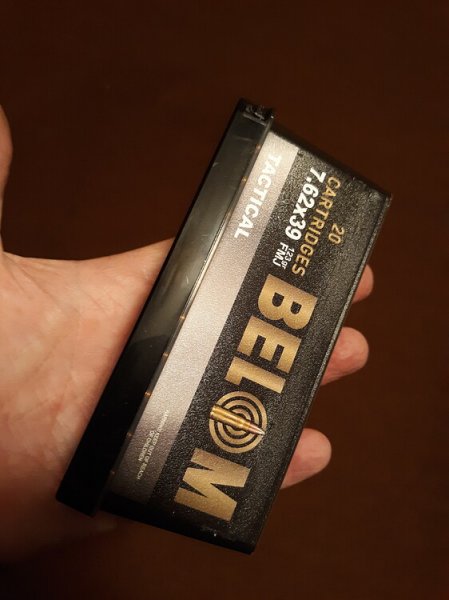 20
CARTRIDGES
7,62x39
123gr
FMJ
BELOM
TACTICAL